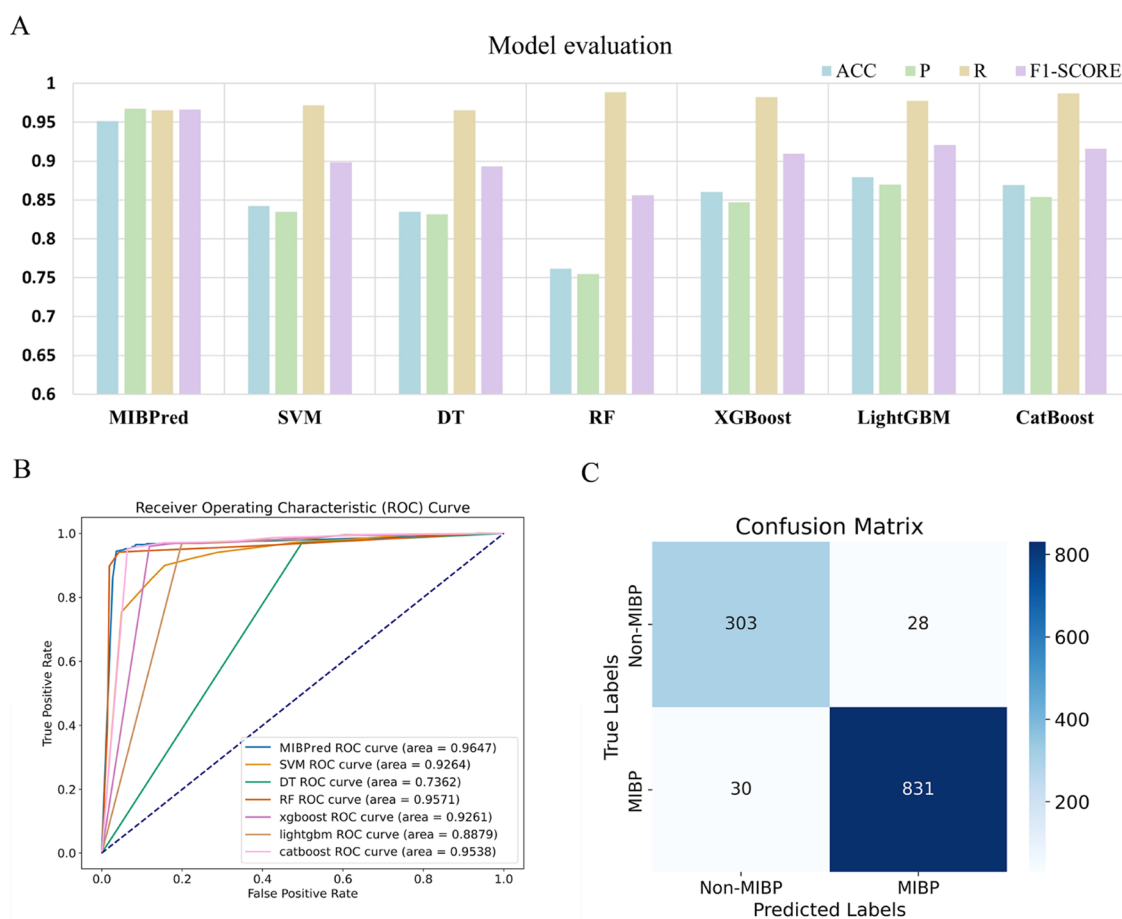 A
Model evaluation
ACC P R F1-SCORE
1
0.95
0.9
0.85
0.8
0.75
0.7
0.65
0.6
MIBPred SVM DT RF XGBoost LightGBM CatBoost
B
Receiver Operating Characteristic (ROC) Curve
True Positive Rate
1.0
0.8
0.6
0.4
0.2
0.0
MIBPred ROC curve (area = 0.9647)
SVM ROC curve (area = 0.9264)
DT ROC curve (area = 0.7362)
RF ROC curve (area = 0.9571)
xgboost ROC curve (area = 0.9261)
lightgbm ROC curve (area = 0.8879)
catboost ROC curve (area = 0.9538)
0.0 0.2 0.4 0.6 0.8 1.0
False Positive Rate
C
Confusion Matrix
True Labels
Non-MIBP
MIBP
303 28
30 831
Non-MIBP MIBP
Predicted Labels
800
600
400
200